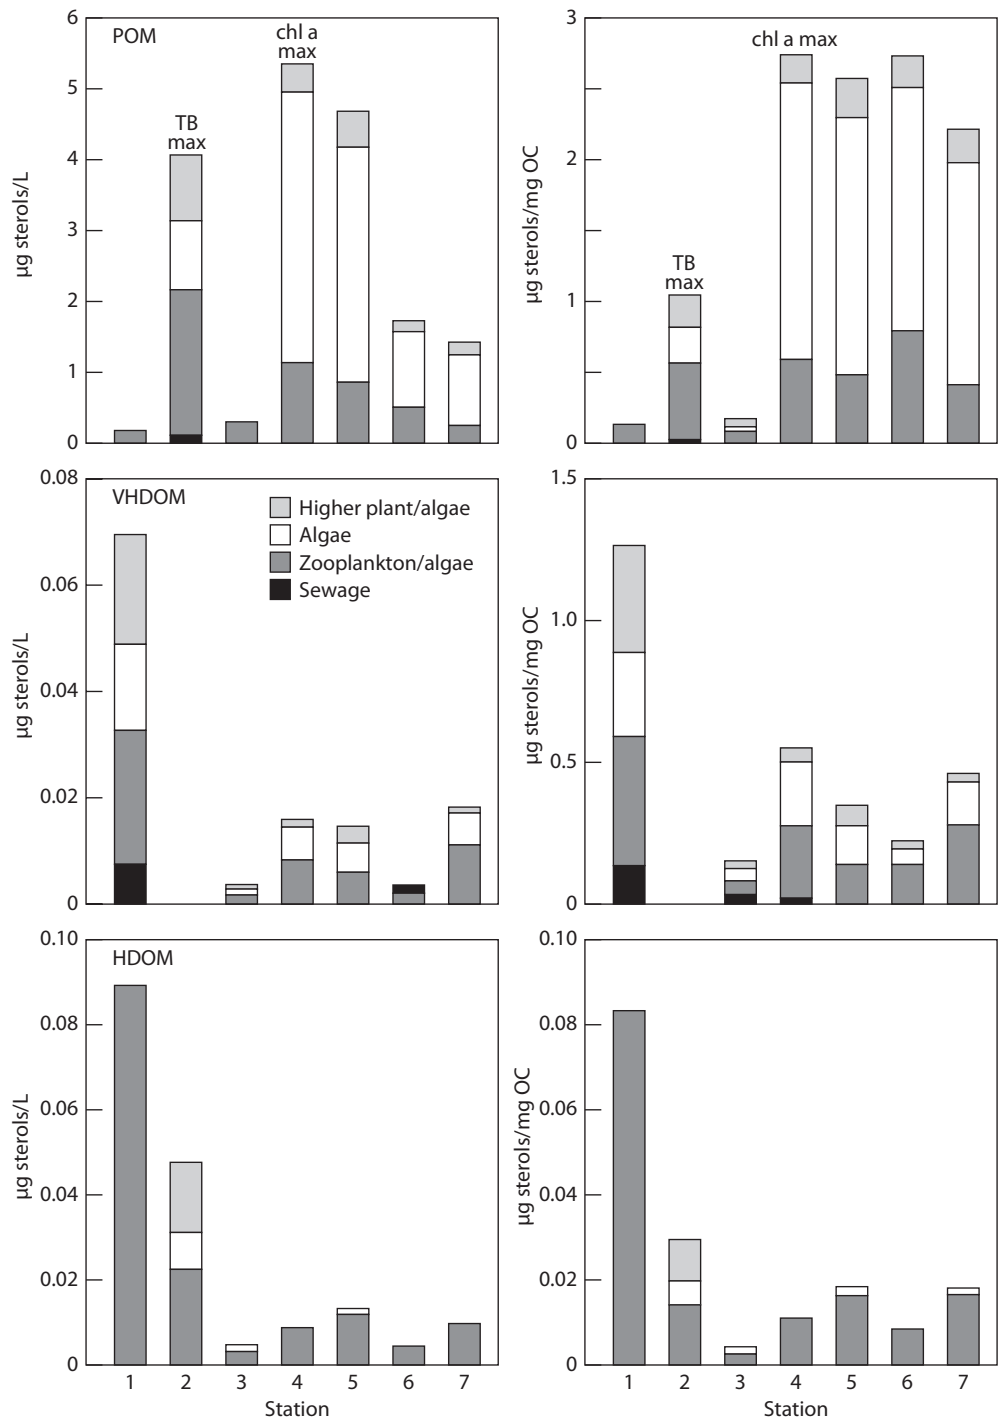 POM
TB
max
chl a
max
6
5
4
3
2
1
0
µg sterols/L
TB
max
chl a max
3
2
1
0
µg sterols/mg OC
VHDOM
Higher plant/algae
Algae
Zooplankton/algae
Sewage
0.08
0.06
0.04
0.02
0
µg sterols/L
1.5
1.0
0.5
0
µg sterols/mg OC
HDOM
0.10
0.08
0.06
0.04
0.02
0
µg sterols/L
1 2 3 4 5 6 7
Station
0.10
0.08
0.06
0.04
0.02
0
µg sterols/mg OC
1 2 3 4 5 6 7
Station